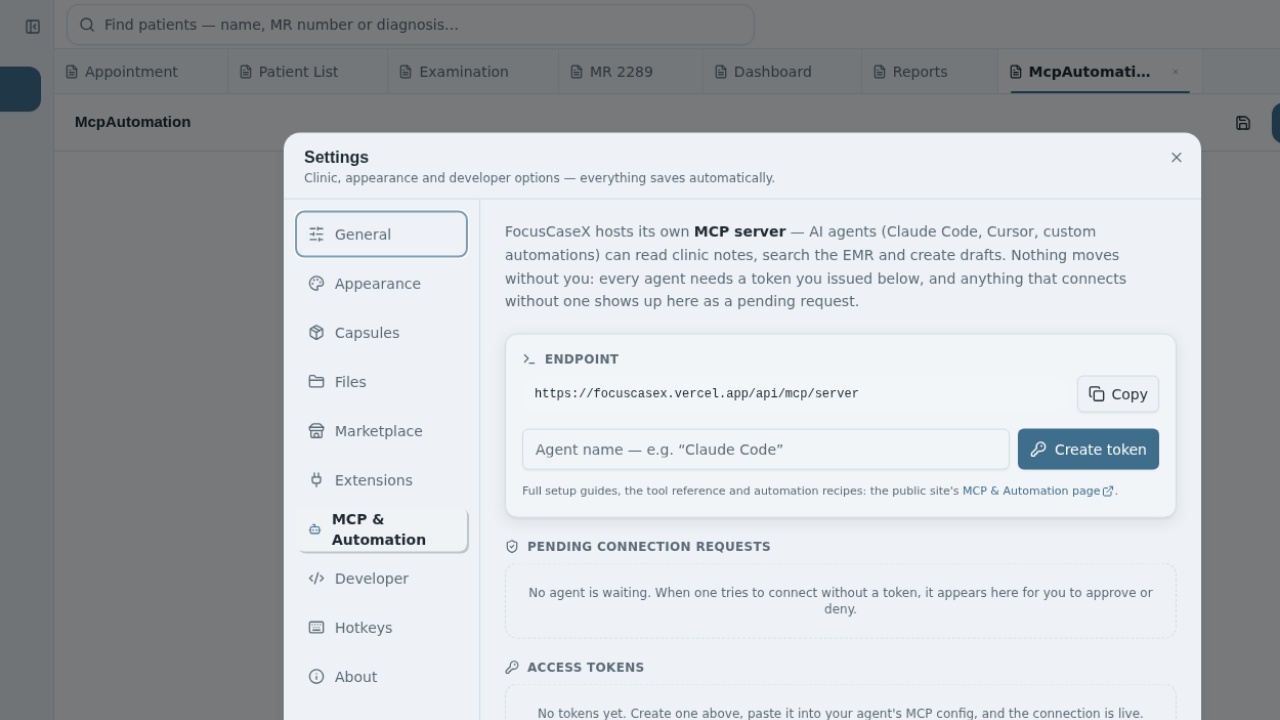 Find patients — name, MR number or diagnosis...
Appointment
Patient List
Examination
MR 2289
Dashboard
Reports
McpAutomati...
McpAutomation
Settings
Clinic, appearance and developer options — everything saves automatically.
General
Appearance
Capsules
Files
Marketplace
Extensions
MCP &
Automation
Developer
Hotkeys
About
FocusCaseX hosts its own MCP server — AI agents (Claude Code, Cursor, custom
automations) can read clinic notes, search the EMR and create drafts. Nothing moves
without you: every agent needs a token you issued below, and anything that connects
without one shows up here as a pending request.
ENDPOINT
https://focuscasex.vercel.app/api/mcp/server
Copy
Agent name — e.g. “Claude Code”
Create token
Full setup guides, the tool reference and automation recipes: the public site's MCP & Automation page.
PENDING CONNECTION REQUESTS
No agent is waiting. When one tries to connect without a token, it appears here for you to approve or
deny.
ACCESS TOKENS
No tokens yet. Create one above, paste it into your agent's MCP config, and the connection is live.